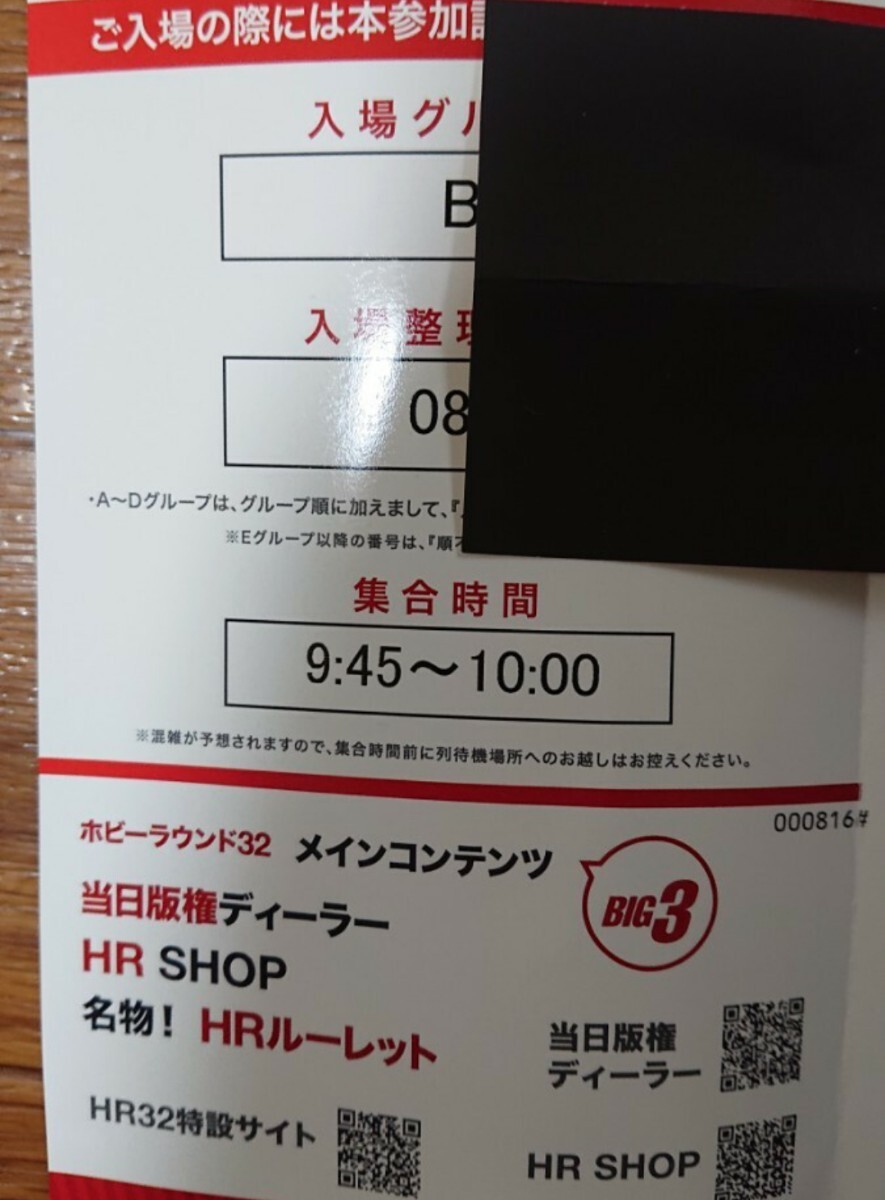 ご入場の際には本参加
入場グル
B
入場整理
08
・A〜Dグループは、グループ順に加えまして、『
※Eグループ以降の番号は、『順不
集合時間
9:45〜10:00
※混雑が予想されますので、集合時間前に列待機場所へのお越しはお控えください。
000816
ホビーラウンド32 メインコンテンツ
BIG3
当日版権ディーラー
HR SHOP
名物! HRルーレット
当日版権
ディーラー
HR32特設サイト
HR SHOP